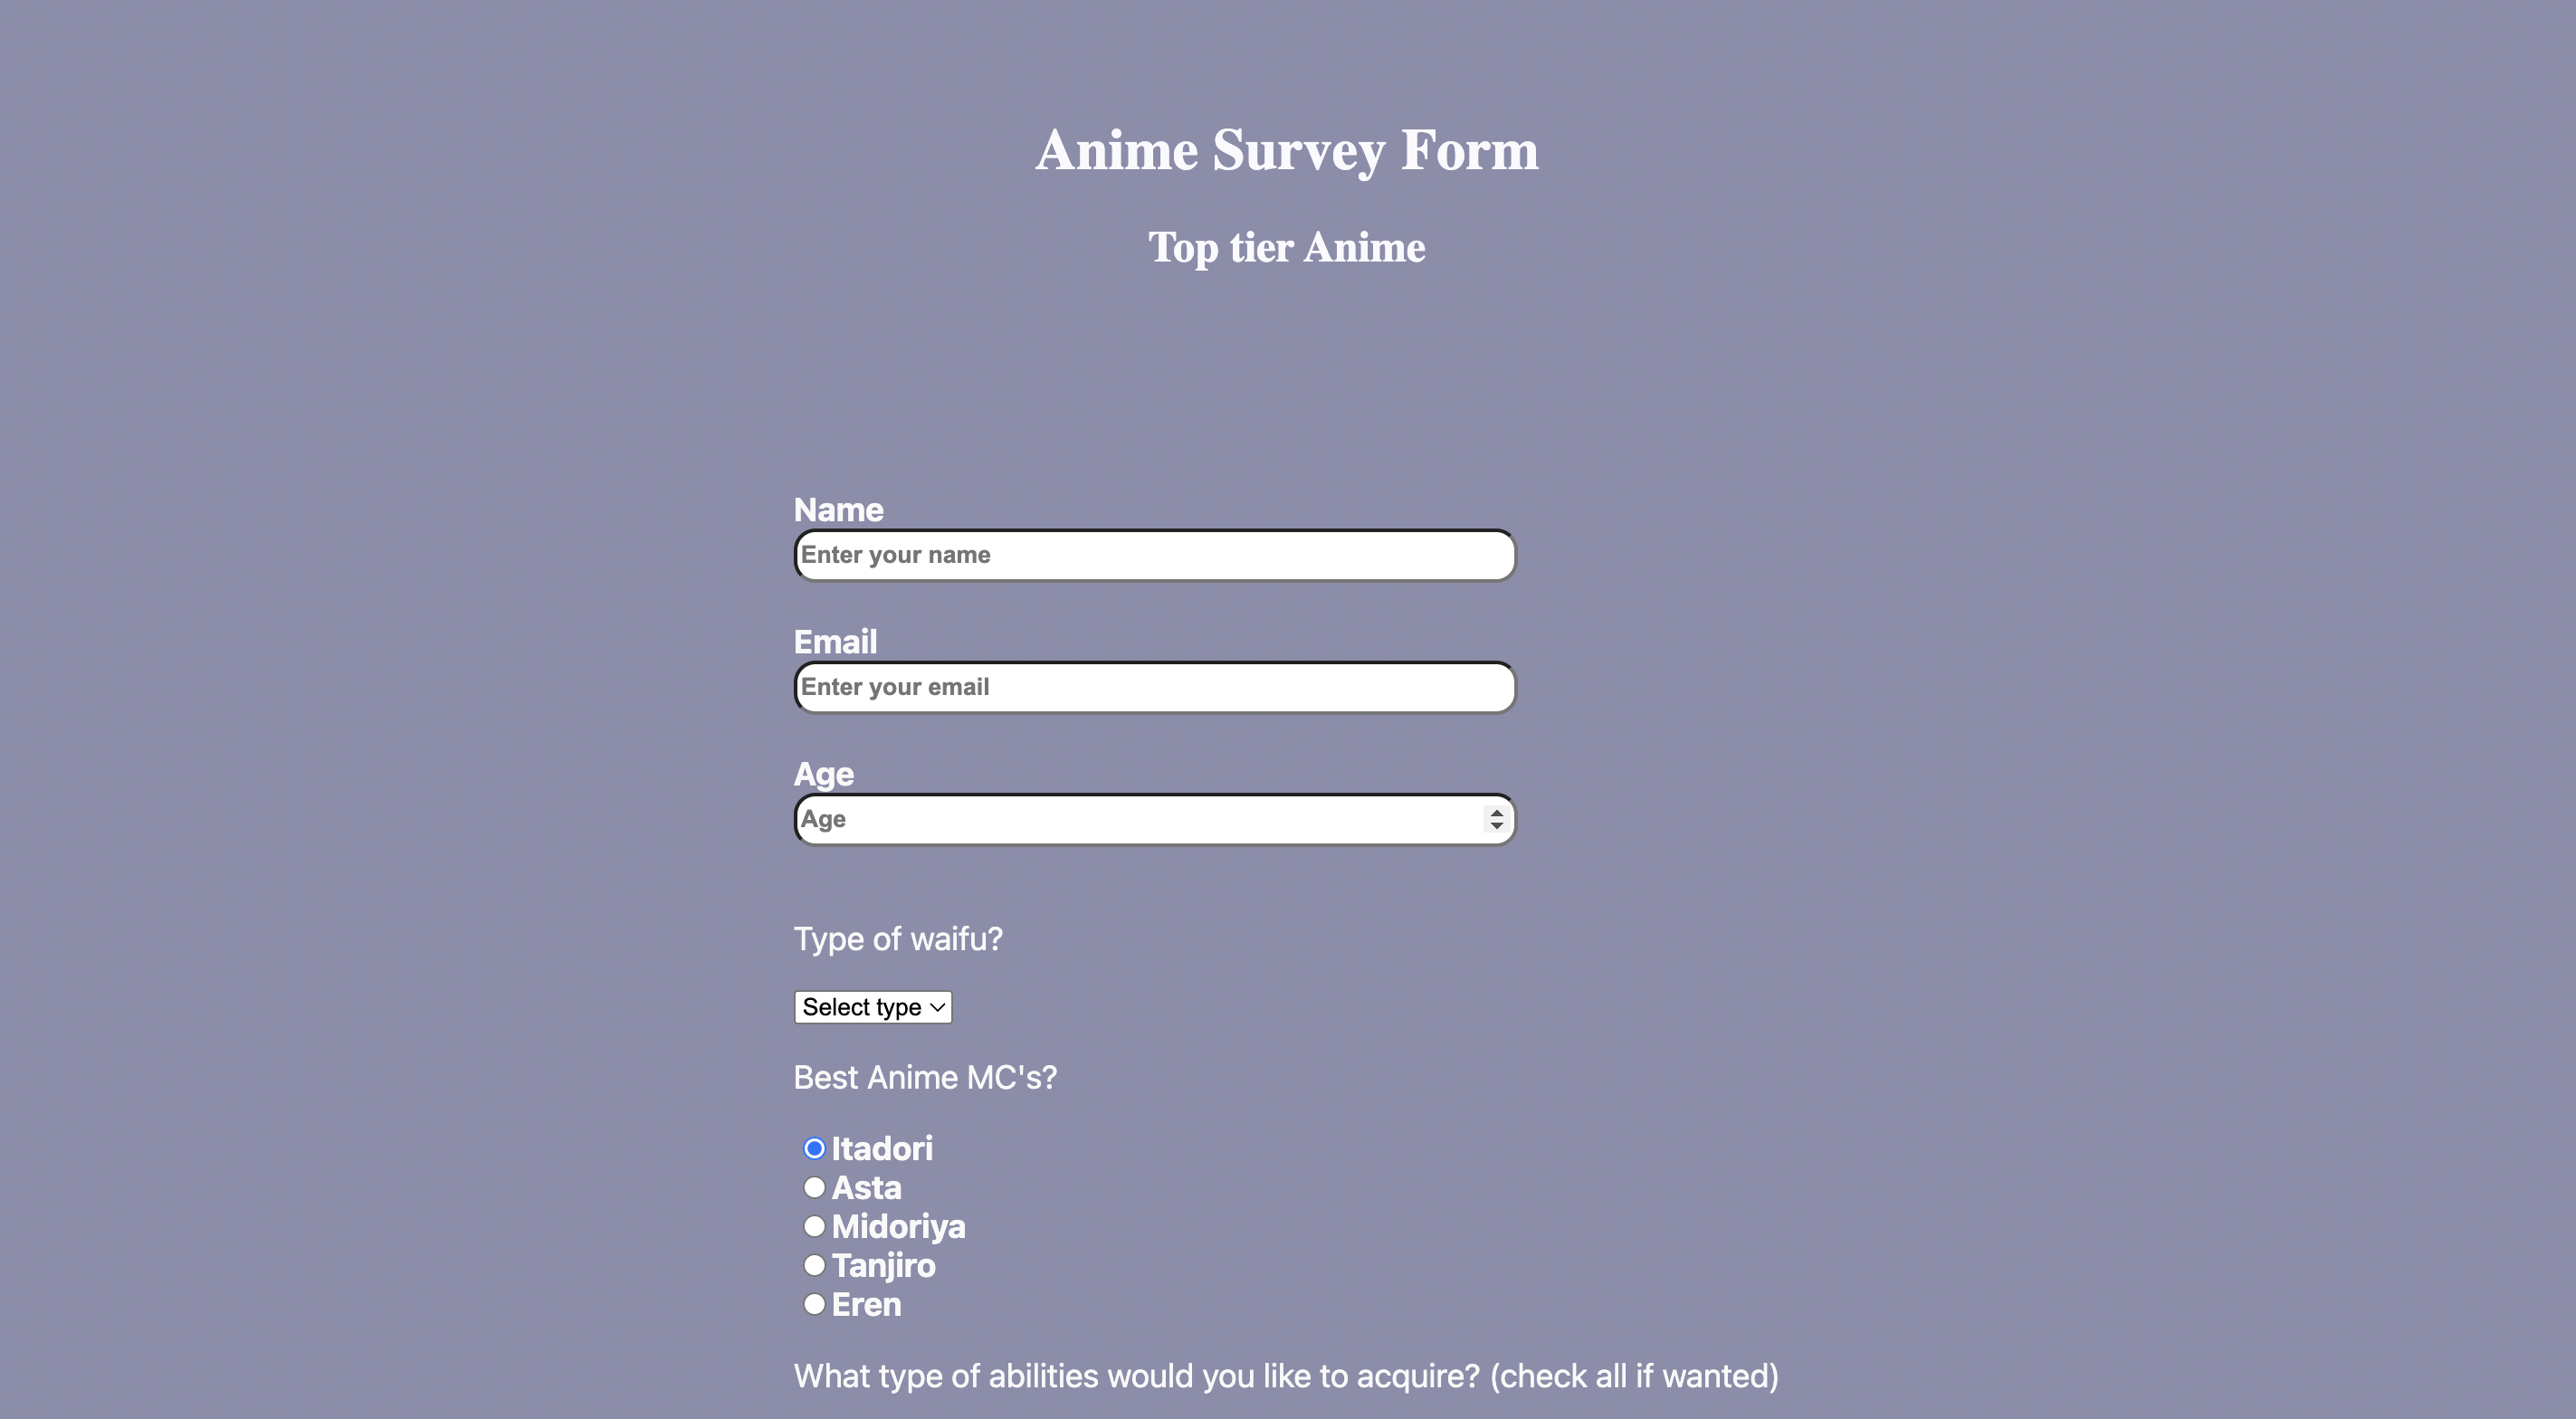 Anime Survey Form
Top tier Anime
Name
Enter your name
Email
Enter your email
Age
Age
Type of waifu?
Select type
Best Anime MC's?
Itadori
Asta
Midoriya
Tanjiro
Eren
What type of abilities would you like to acquire? (check all if wanted)